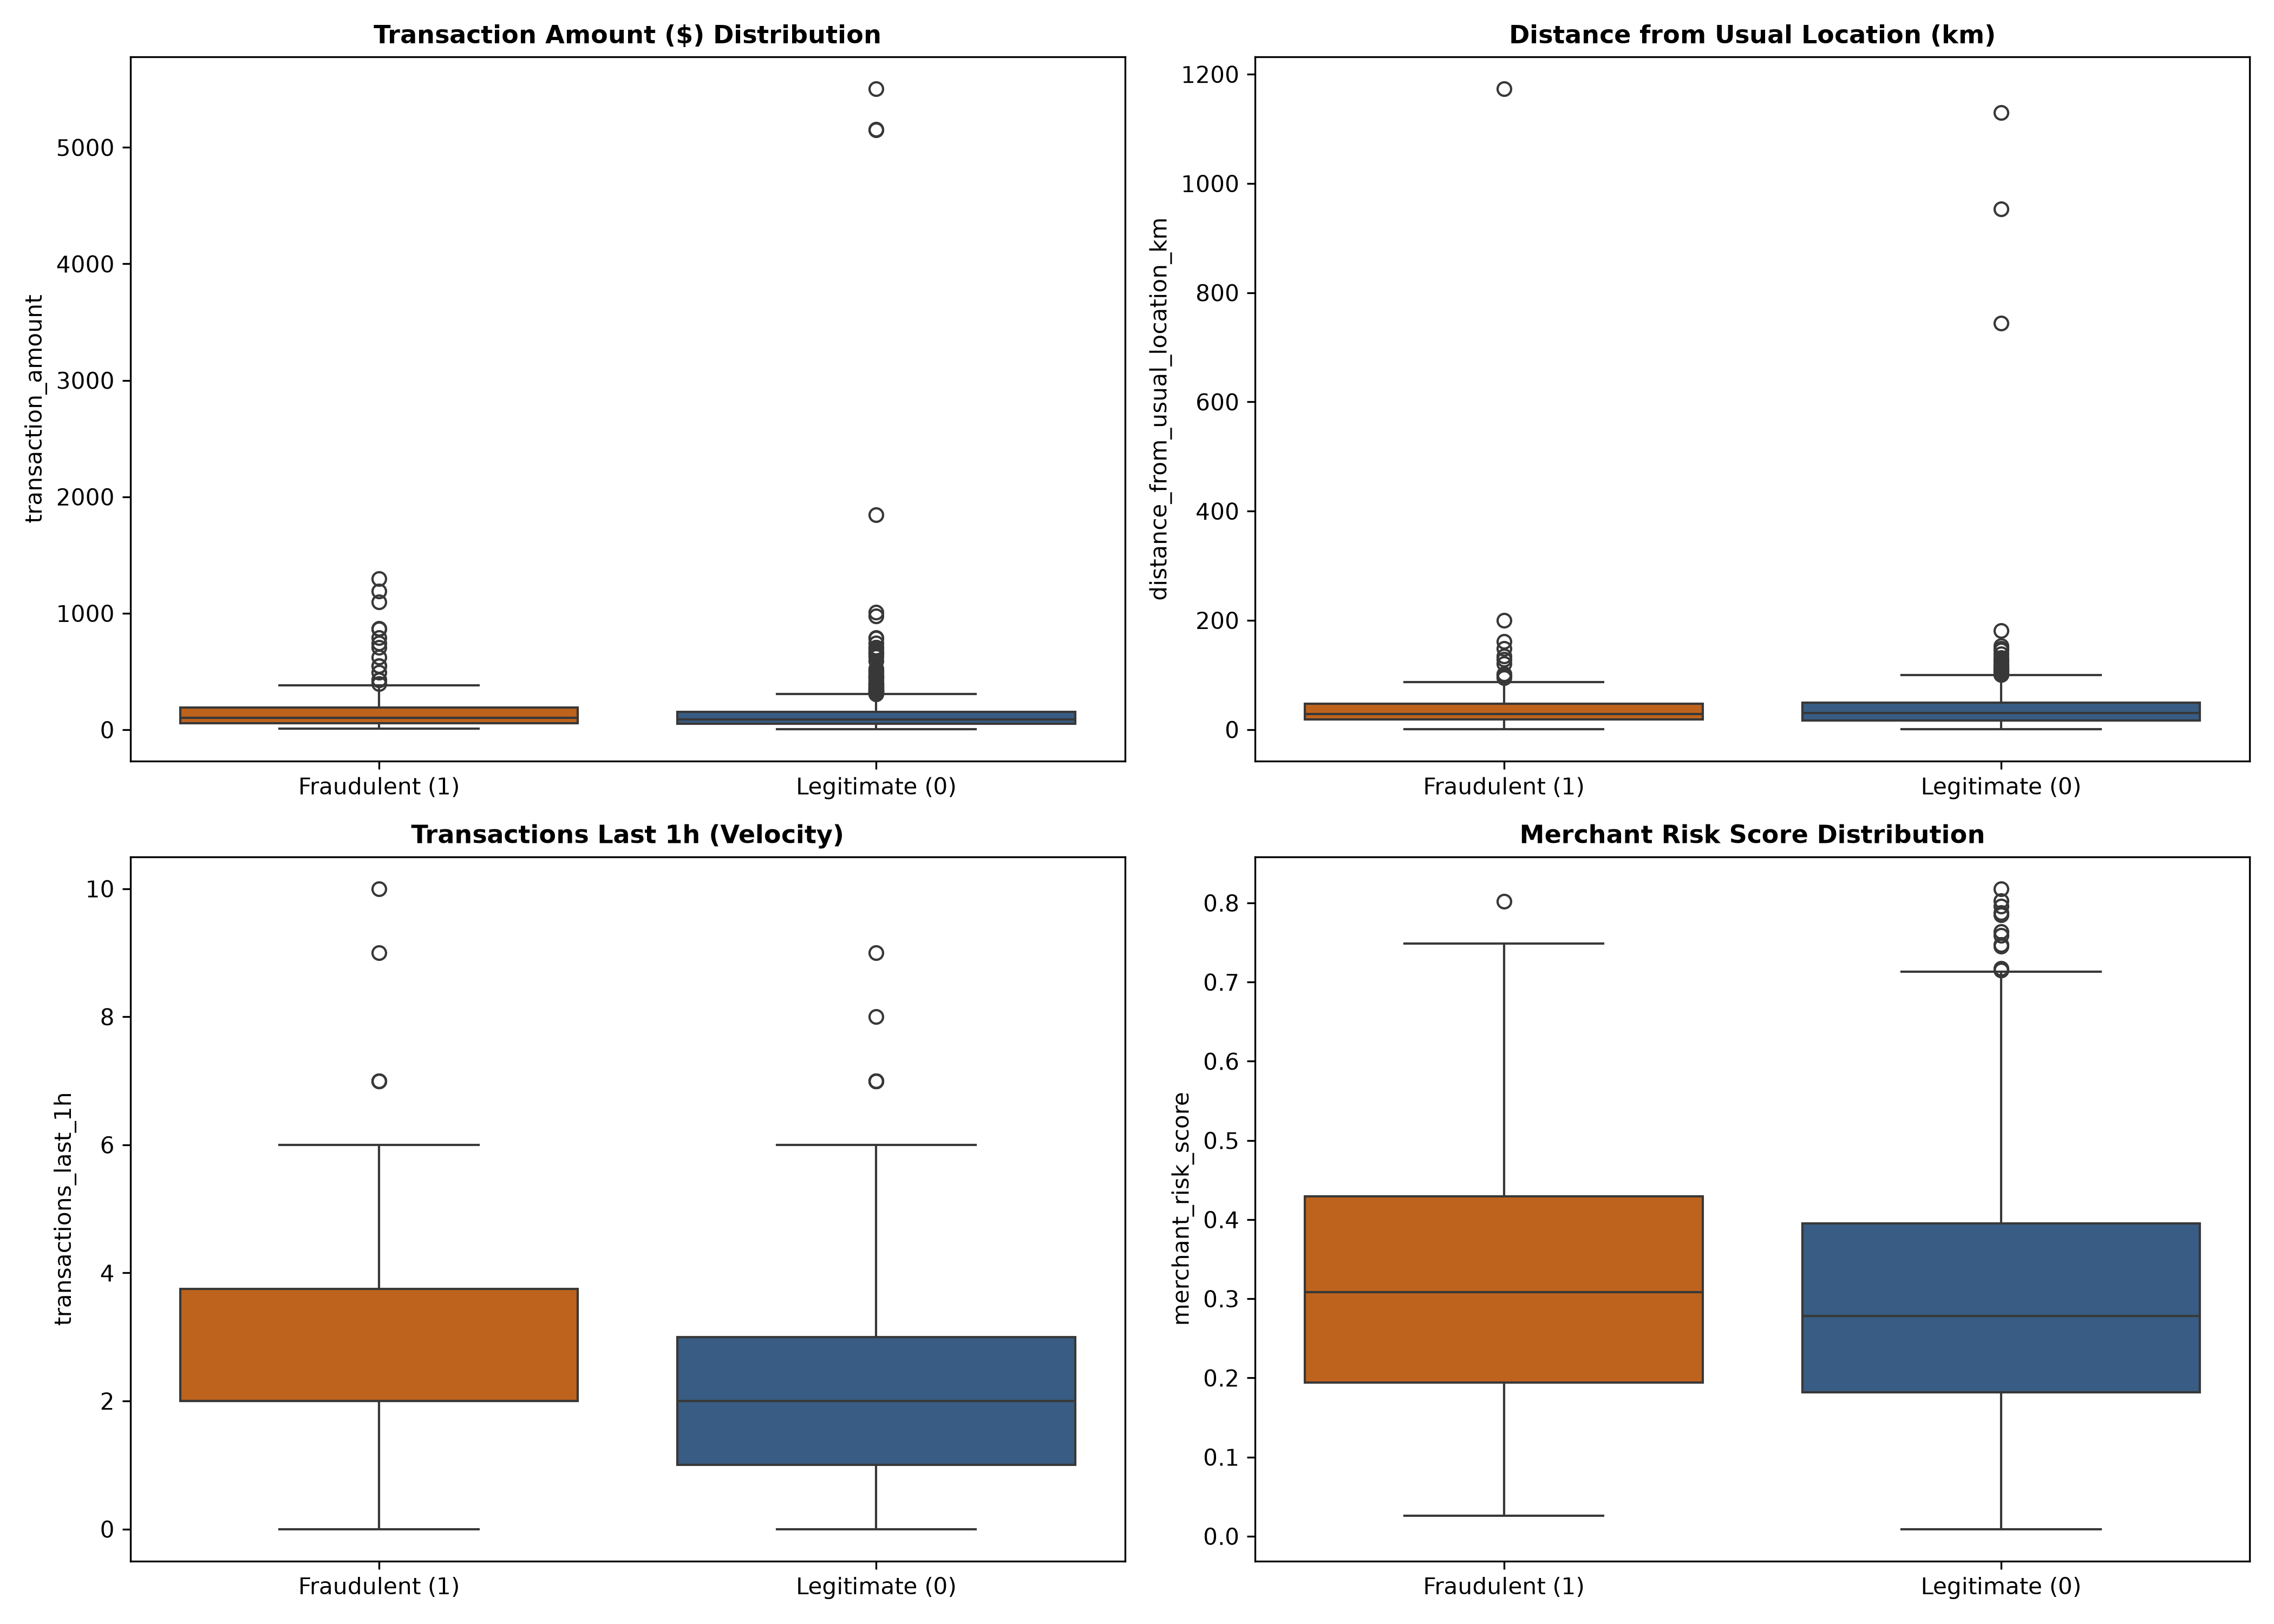 Transaction Amount ($) Distribution
transaction_amount
5000
4000
3000
2000
1000
0
Fraudulent (1)
Legitimate (0)
Distance from Usual Location (km)
distance_from_usual_location_km
1200
1000
800
600
400
200
0
Fraudulent (1)
Legitimate (0)
Transactions Last 1h (Velocity)
transactions_last_1h
10
8
6
4
2
0
Fraudulent (1)
Legitimate (0)
Merchant Risk Score Distribution
merchant_risk_score
0.8
0.7
0.6
0.5
0.4
0.3
0.2
0.1
0.0
Fraudulent (1)
Legitimate (0)